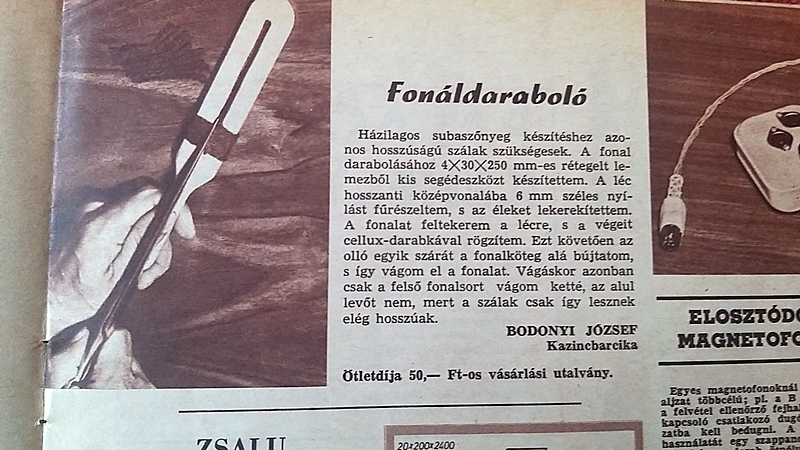 Fonáldaraboló
Házilagos subaszőnyeg készítéshez azo-
nos hosszúságú szálak szükségesek. A fonal
darabolásához 4×30×250 mm-es rétegelt le-
mezből kis segédeszközt készítettem. A léc
hosszanti középvonalába 6 mm széles nyí-
lást fűrészeltem, s az éleket lekerekítettem.
A fonalat feltekerem a lécre, s a végeit
cellux-darabkával rögzítem. Ezt követően az
olló egyik szárát a fonalköteg alá bújtatom,
s így vágom el a fonalat. Vágáskor azonban
csak a felső fonalsort vágom ketté, az alul
levőt nem, mert a szálak csak így lesznek
elég hosszúak.
BODONYI JÓZSEF
Kazincbarcika
Ötletdíja 50,— Ft-os vásárlási utalvány.
ZSALU
20×200×2400
ELOSZTÓDO
MAGNETOFO
Egyes magnetofonoknál
aljzat többcélú; pl. a B
a felvétel ellenőrző fejhal
kapcsoló csatlakozó dugó
zatba kell bedugni. A
használatát egy szappan